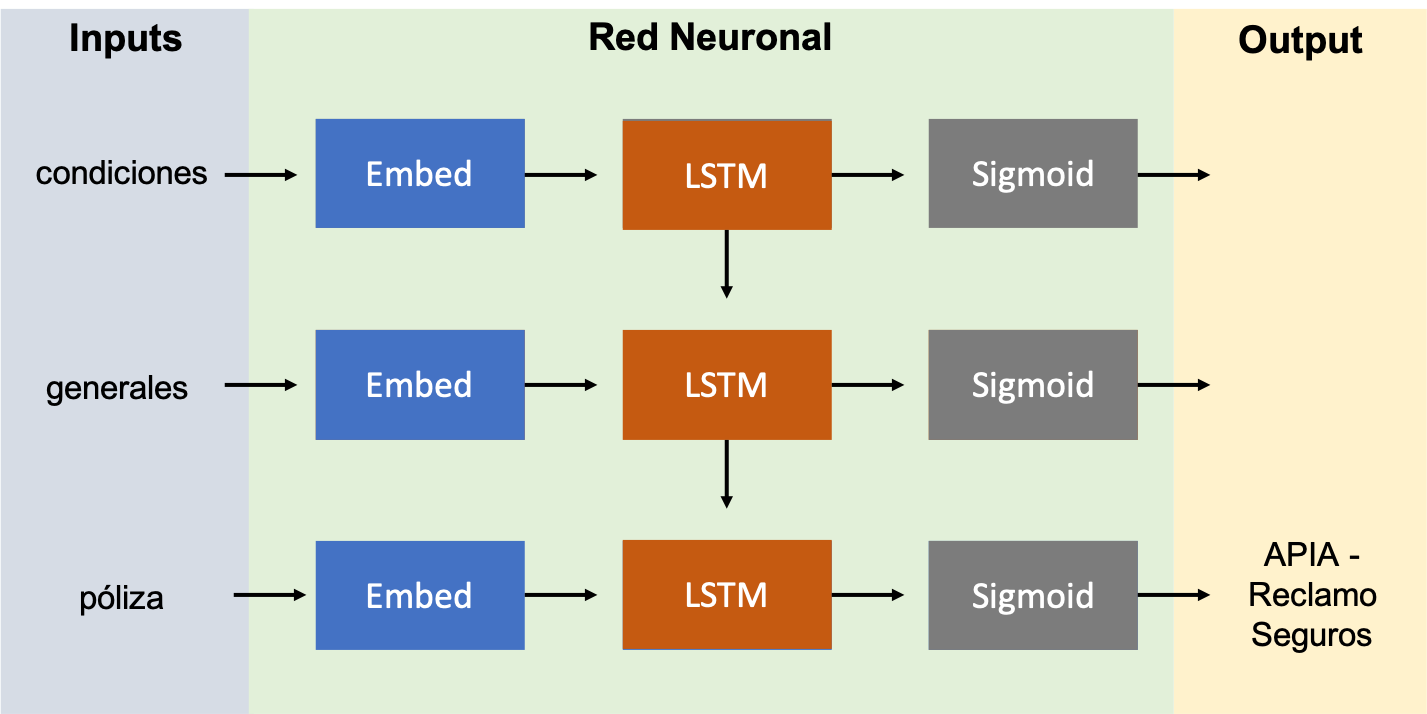 Inputs
Red Neuronal
Output
condiciones
Embed
LSTM
Sigmoid
generales
Embed
LSTM
Sigmoid
póliza
Embed
LSTM
Sigmoid
APIA -
Reclamo
Seguros